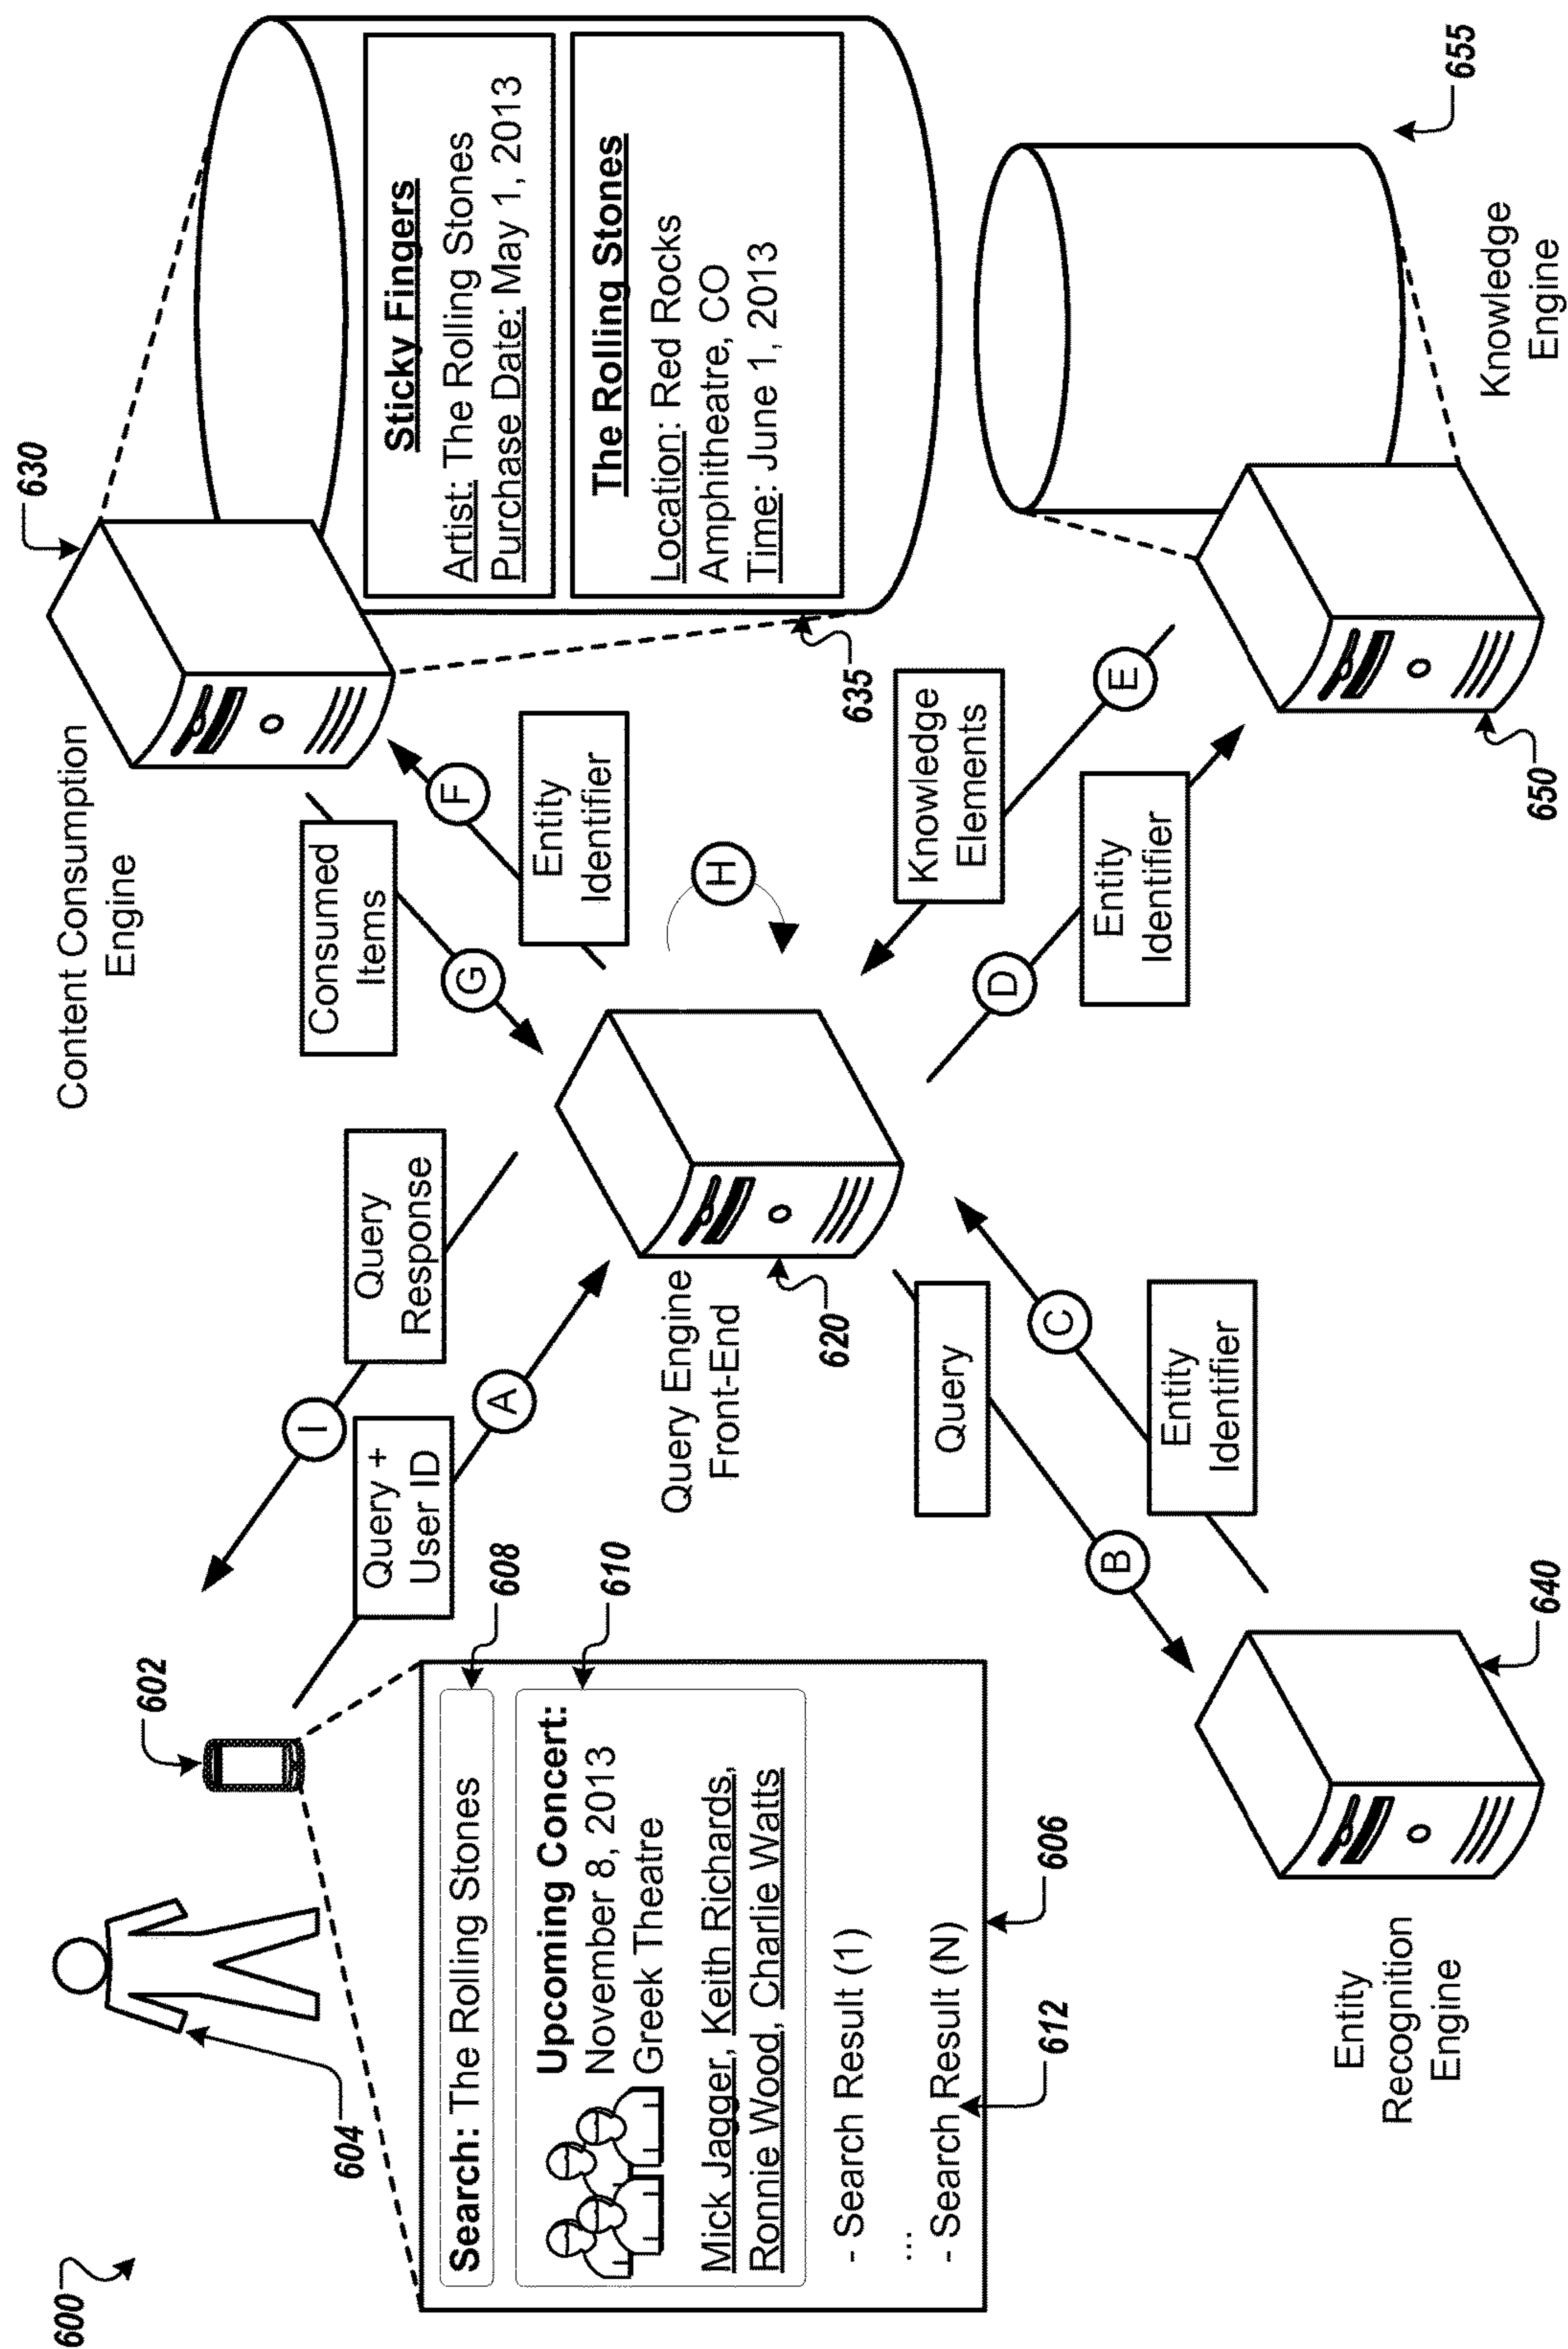 600
604
602
Search: The Rolling Stones
608
Upcoming Concert:
November 8, 2013
Greek Theatre
610
Mick Jagger, Keith Richards,
Ronnie Wood, Charlie Watts
- Search Result (1)
...
- Search Result (N)
606
612
Query +
User ID
A
I
Query
Response
Query Engine
Front-End
620
Query
B
C
Entity
Identifier
Entity
Recognition
Engine
640
Content Consumption
Engine
630
Consumed
Items
G
F
Entity
Identifier
H
Sticky Fingers
Artist: The Rolling Stones
Purchase Date: May 1, 2013
The Rolling Stones
Location: Red Rocks
Amphitheatre, CO
Time: June 1, 2013
635
Knowledge
Elements
E
D
Entity
Identifier
650
Knowledge
Engine
655